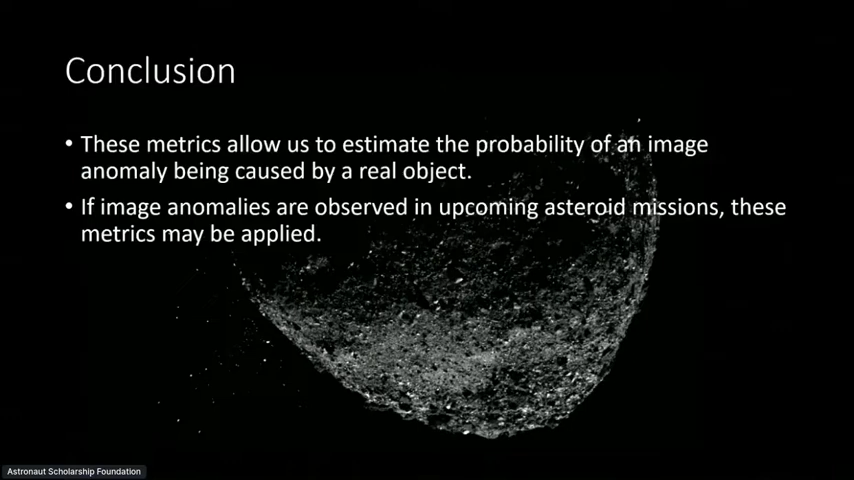 Conclusion
• These metrics allow us to estimate the probability of an image
anomaly being caused by a real object.
• If image anomalies are observed in upcoming asteroid missions, these
metrics may be applied.
Astronaut Scholarship Foundation